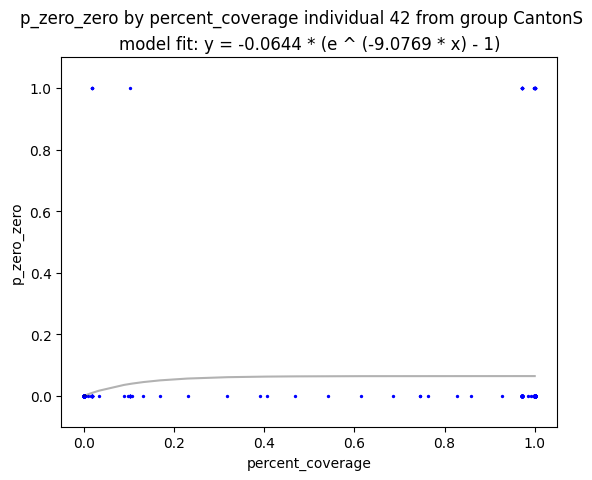 p_zero_zero by percent_coverage individual 42 from group CantonS
model fit: y = -0.0644 * (e ^ (-9.0769 * x) - 1)
1.0
0.8
0.6
0.4
0.2
0.0
p_zero_zero
0.0 0.2 0.4 0.6 0.8 1.0
percent_coverage